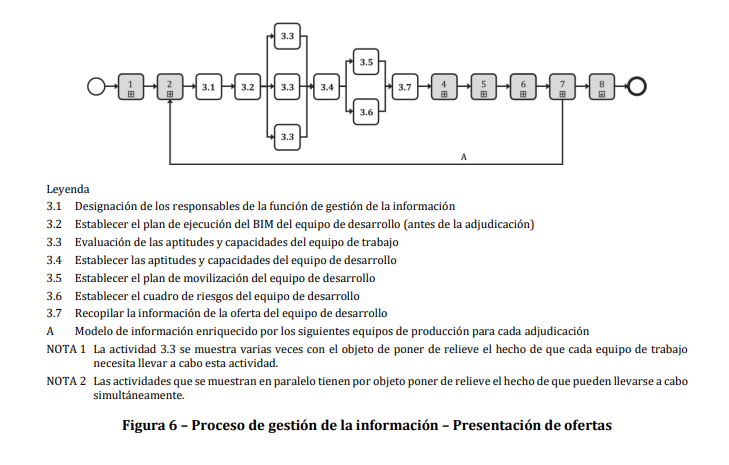 3.3
3.5
1 2 3.1 3.2 3.3 3.4 3.7 4 5 6 7 8
3.6
3.3
A
Leyenda
3.1 Designación de los responsables de la función de gestión de la información
3.2 Establecer el plan de ejecución del BIM del equipo de desarrollo (antes de la adjudicación)
3.3 Evaluación de las aptitudes y capacidades del equipo de trabajo
3.4 Establecer las aptitudes y capacidades del equipo de desarrollo
3.5 Establecer el plan de movilización del equipo de desarrollo
3.6 Establecer el cuadro de riesgos del equipo de desarrollo
3.7 Recopilar la información de la oferta del equipo de desarrollo
A Modelo de información enriquecido por los siguientes equipos de producción para cada adjudicación
NOTA 1 La actividad 3.3 se muestra varias veces con el objeto de poner de relieve el hecho de que cada equipo de trabajo
necesita llevar a cabo esta actividad.
NOTA 2 Las actividades que se muestran en paralelo tienen por objeto poner de relieve el hecho de que pueden llevarse a cabo
simultáneamente.
Figura 6 – Proceso de gestión de la información – Presentación de ofertas